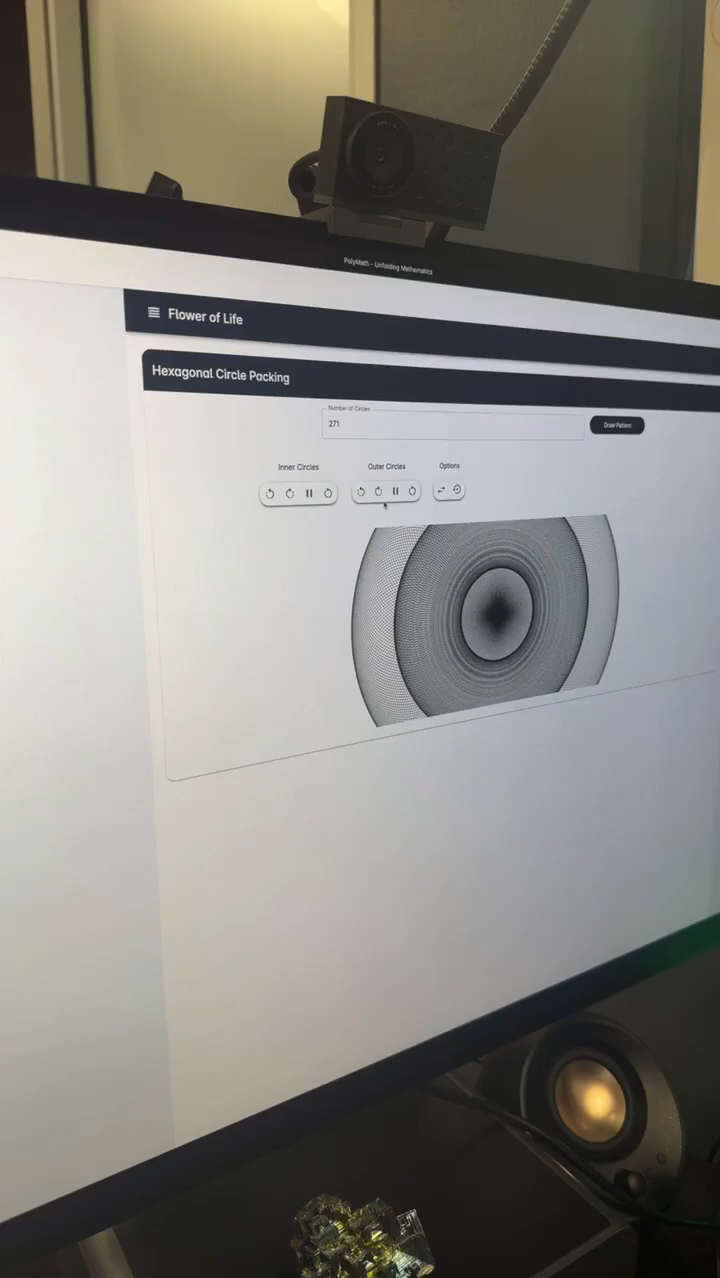 PolyMath - Unfolding Mathematics
Flower of Life
Hexagonal Circle Packing
Number of Circles
271
Draw Pattern
Inner Circles
Outer Circles
Options